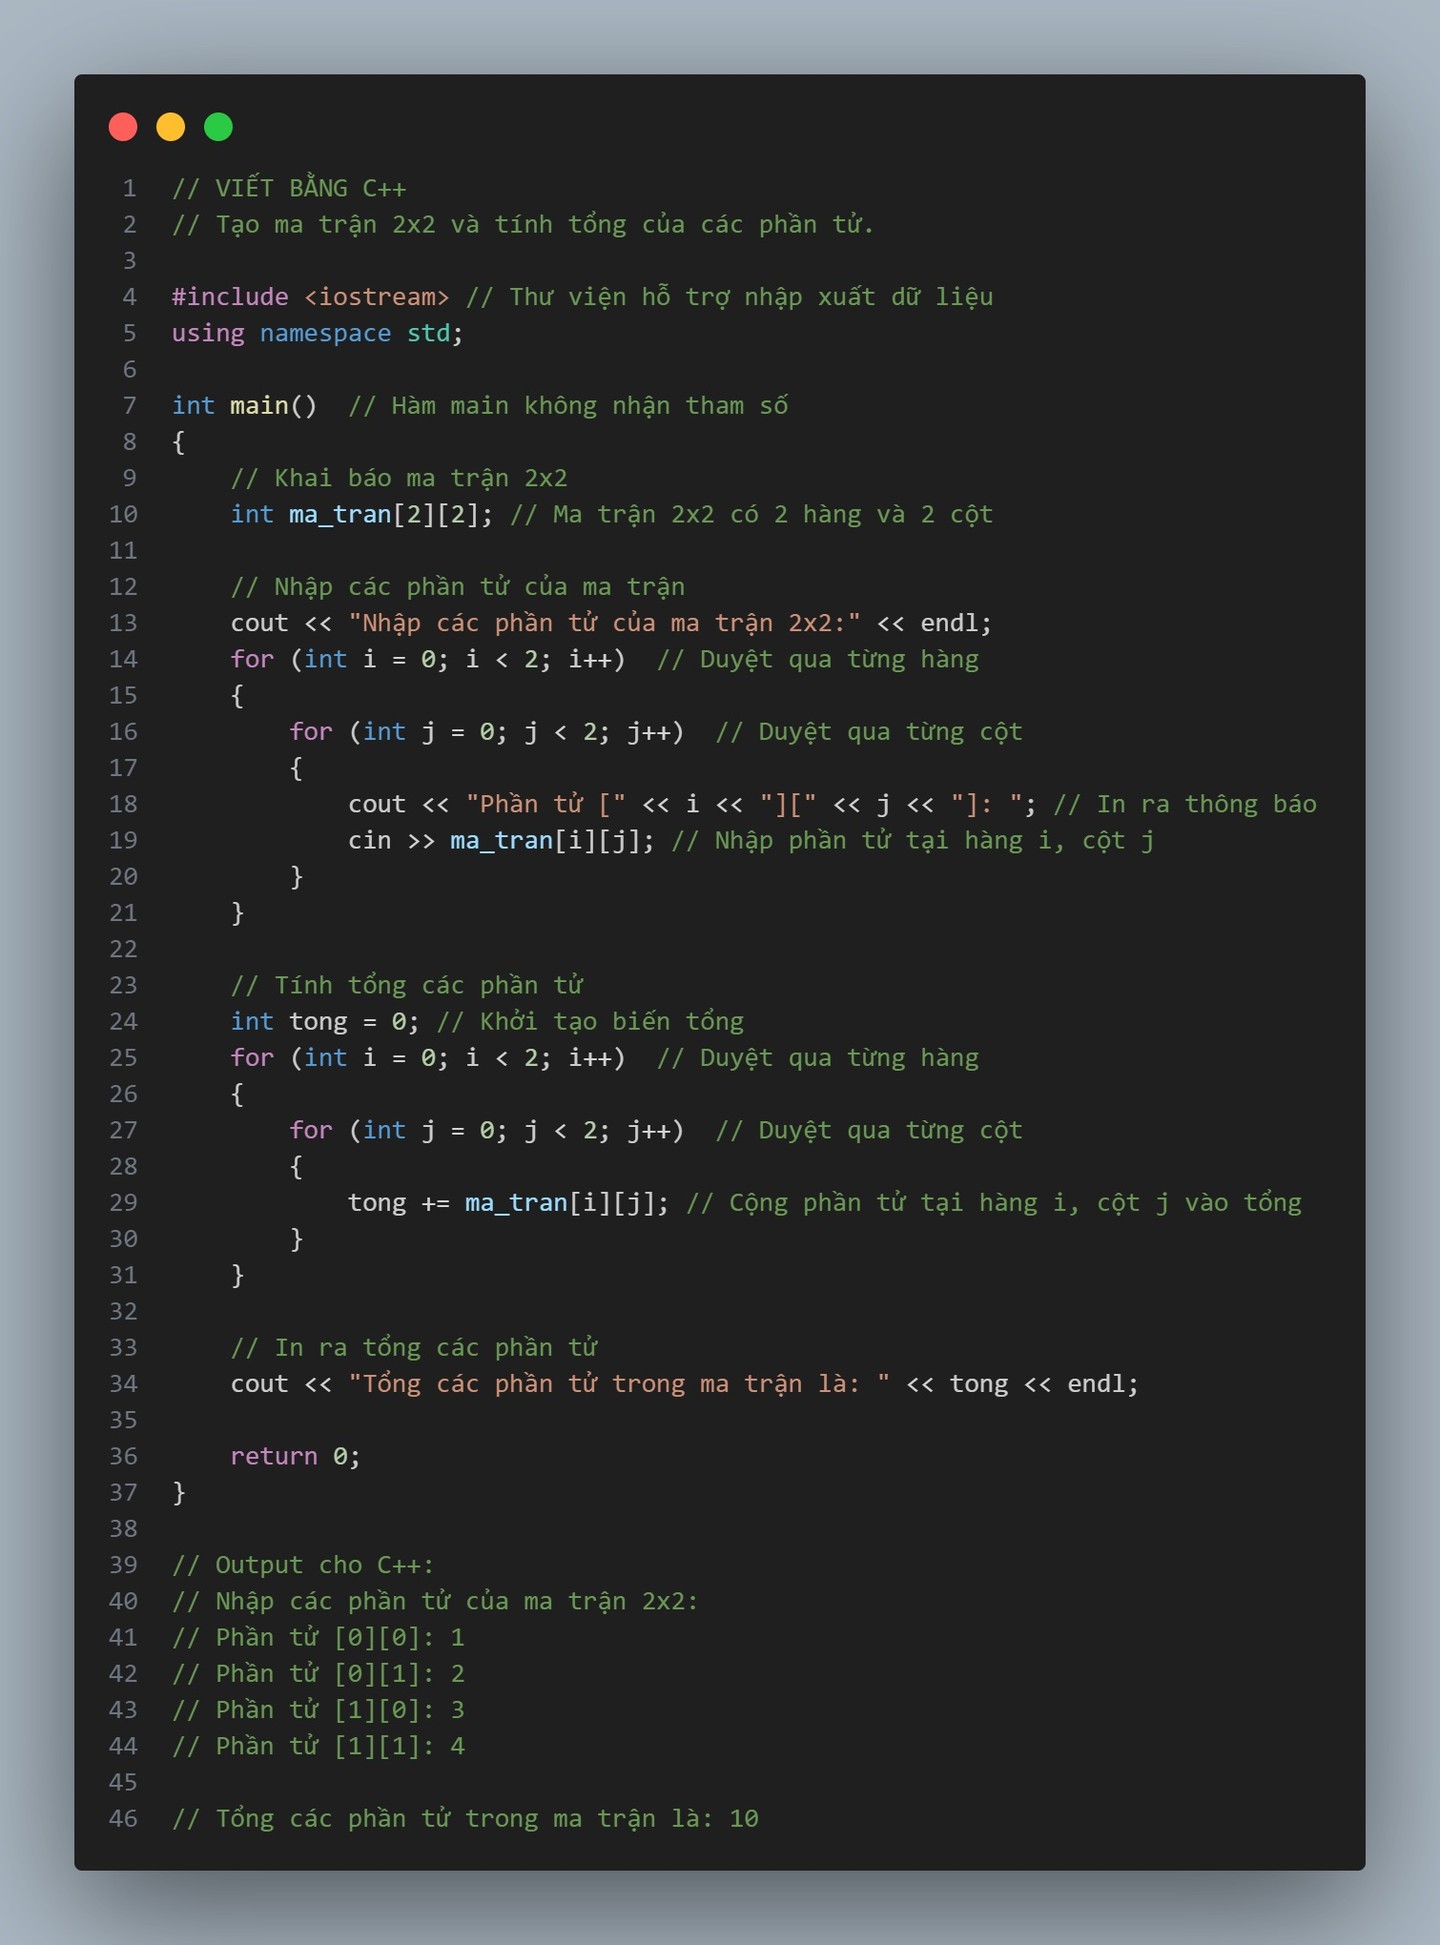 1 // VIẾT BẰNG C++
2 // Tạo ma trận 2x2 và tính tổng của các phần tử.
3
4 #include <iostream> // Thư viện hỗ trợ nhập xuất dữ liệu
5 using namespace std;
6
7 int main()  // Hàm main không nhận tham số
8 {
9     // Khai báo ma trận 2x2
10     int ma_tran[2][2]; // Ma trận 2x2 có 2 hàng và 2 cột
11
12     // Nhập các phần tử của ma trận
13     cout << "Nhập các phần tử của ma trận 2x2:" << endl;
14     for (int i = 0; i < 2; i++)  // Duyệt qua từng hàng
15     {
16         for (int j = 0; j < 2; j++)  // Duyệt qua từng cột
17         {
18             cout << "Phần tử [" << i << "][" << j << "]: "; // In ra thông báo
19             cin >> ma_tran[i][j]; // Nhập phần tử tại hàng i, cột j
20         }
21     }
22
23     // Tính tổng các phần tử
24     int tong = 0; // Khởi tạo biến tổng
25     for (int i = 0; i < 2; i++)  // Duyệt qua từng hàng
26     {
27         for (int j = 0; j < 2; j++)  // Duyệt qua từng cột
28         {
29             tong += ma_tran[i][j]; // Cộng phần tử tại hàng i, cột j vào tổng
30         }
31     }
32
33     // In ra tổng các phần tử
34     cout << "Tổng các phần tử trong ma trận là: " << tong << endl;
35
36     return 0;
37 }
38
39 // Output cho C++:
40 // Nhập các phần tử của ma trận 2x2:
41 // Phần tử [0][0]: 1
42 // Phần tử [0][1]: 2
43 // Phần tử [1][0]: 3
44 // Phần tử [1][1]: 4
45
46 // Tổng các phần tử trong ma trận là: 10